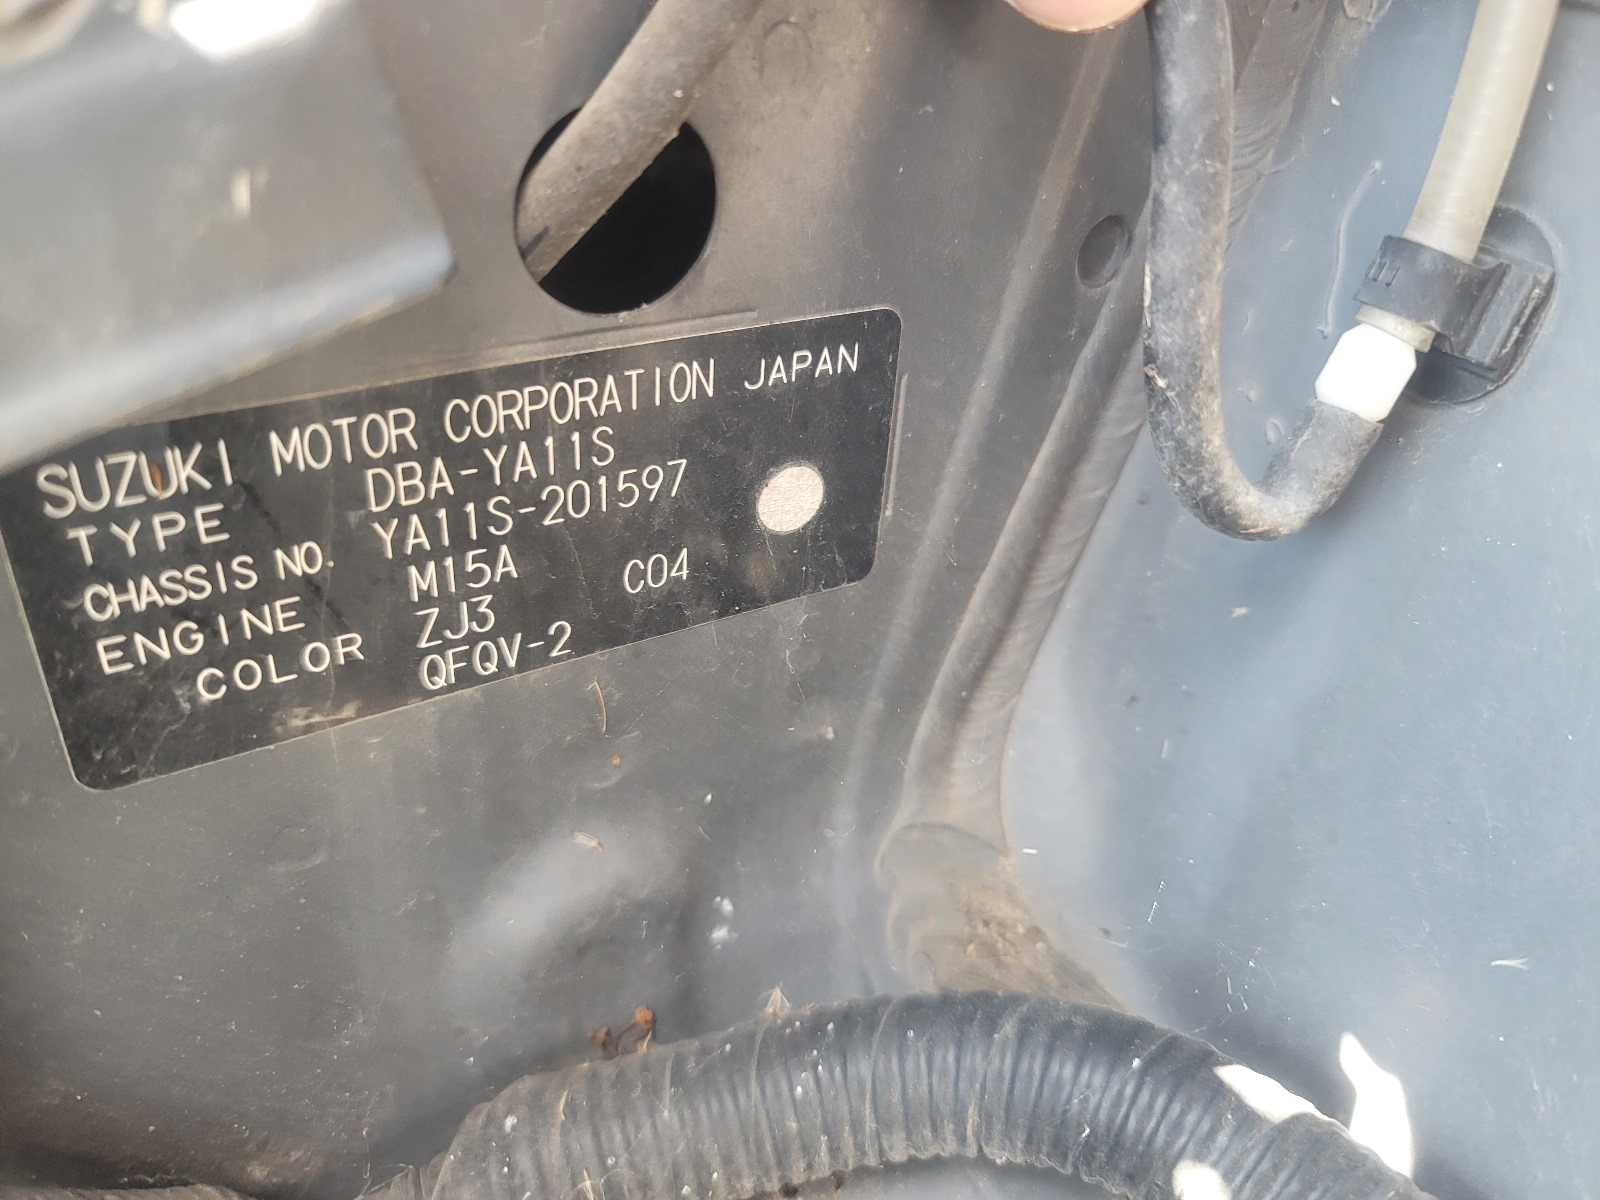 SUZUKI MOTOR CORPORATION JAPAN
TYPE DBA-YA11S
CHASSIS NO. YA11S-201597
ENGINE M15A
COLOR ZJ3 C04
QFQV-2